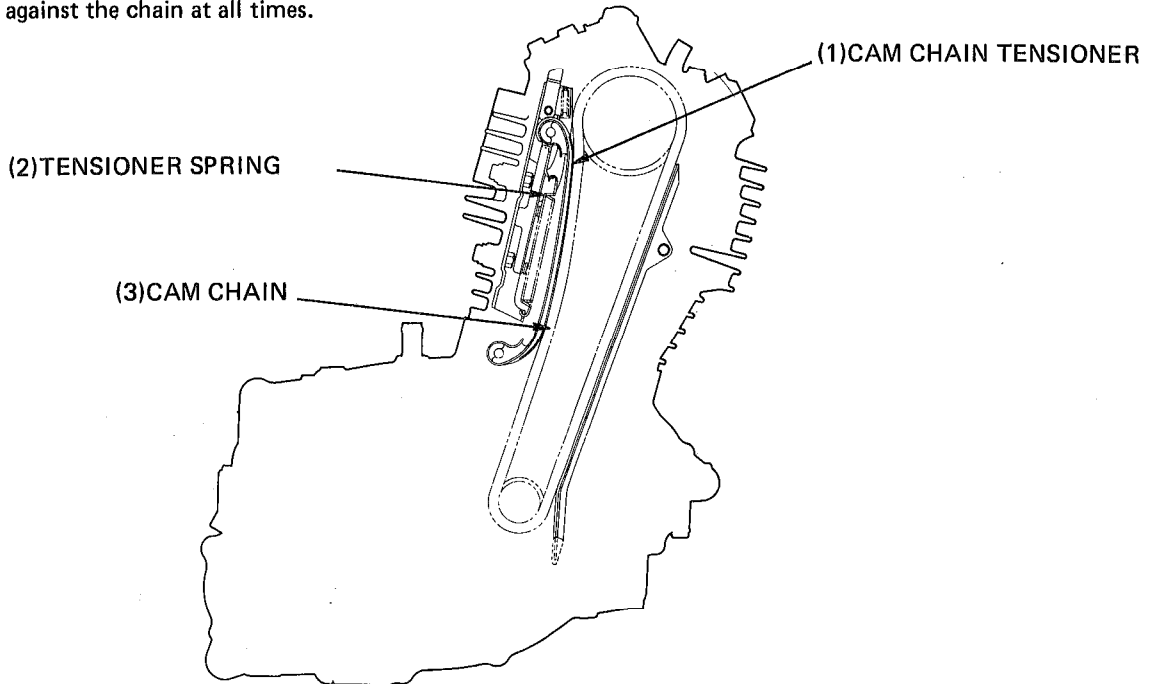 against the chain at all times.
(1)CAM CHAIN TENSIONER
(2)TENSIONER SPRING
(3)CAM CHAIN